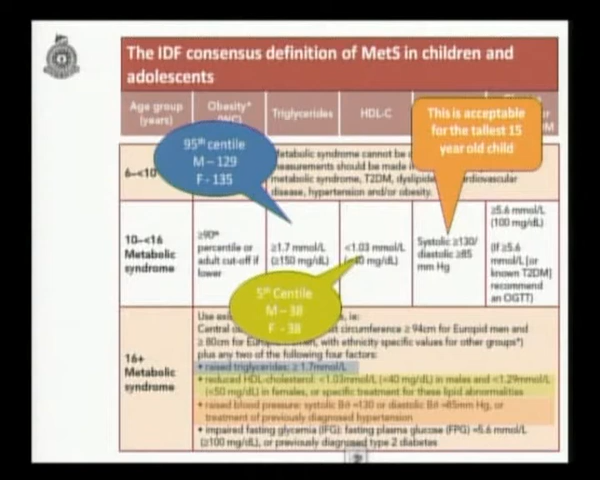 The IDF consensus definition of MetS in children and
adolescents
Age group
(years)
Obesity*
(WC)
Triglycerides
HDL-C
This is acceptable
for the tallest 15
year old child
95th centile
M – 129
F - 135
6–<10
Metabolic syndrome cannot be
measurements should be made
metabolic syndrome, T2DM,
disease, hypertension and/or obesity.
10–<16
Metabolic
syndrome
≥90th
percentile or
adult cut-off if
lower
≥1.7 mmol/L
(≥150 mg/dL)
<1.03 mmol/L
mg/dL)
Systolic ≥130/
diastolic ≥85
mm Hg
≥5.6 mmol/L
(100 mg/dL)
(If ≥5.6
mmol/L [or
known T2DM]
recommend
an OGTT)
5th Centile
M – 38
F - 38
16+
Metabolic
syndrome
ie:
circumference ≥ 94cm for Europid men and
≥ 80cm for with ethnicity specific values for other groups*)
plus any two of the following four factors:
• raised triglycerides: ≥ 1.7mmol/L
• reduced HDL-cholesterol: <1.03mmol/L (<40 mg/dL) in males and <1.29mmol/L
(<50 mg/dL) in females, or specific treatment for these lipid abnormalities
• raised blood pressure: systolic BP =130 or diastolic BP =85mm Hg, or
treatment of previously diagnosed hypertension
• impaired fasting glycemia (IFG): fasting plasma glucose (FPG) =5.6 mmol/L
(≥100 mg/dL), or previously diagnosed type 2 diabetes